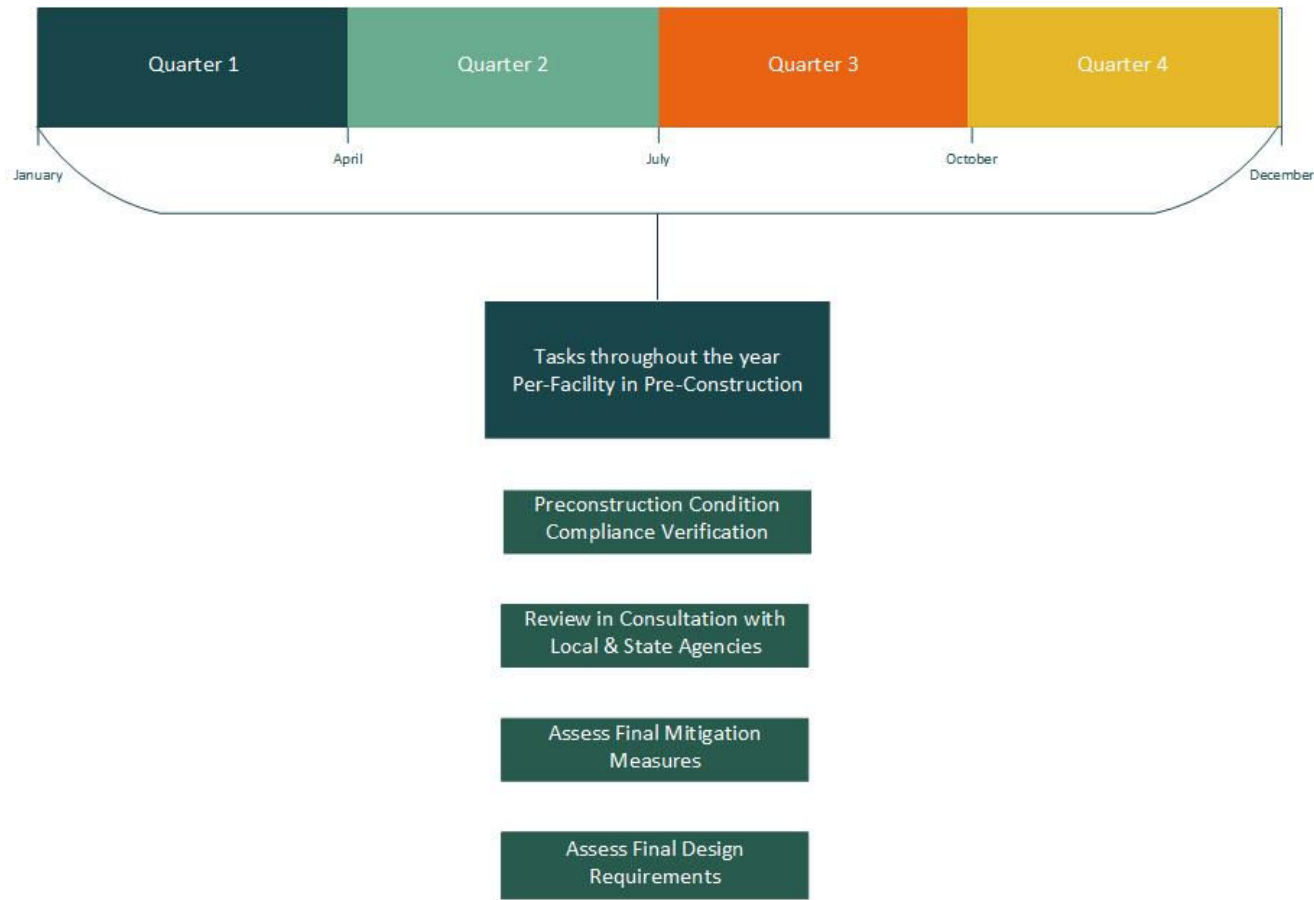 Quarter 1
Quarter 2
Quarter 3
Quarter 4
January
April
July
October
December
Tasks throughout the year
Per-Facility in Pre-Construction
Preconstruction Condition
Compliance Verification
Review in Consultation with
Local & State Agencies
Assess Final Mitigation
Measures
Assess Final Design
Requirements